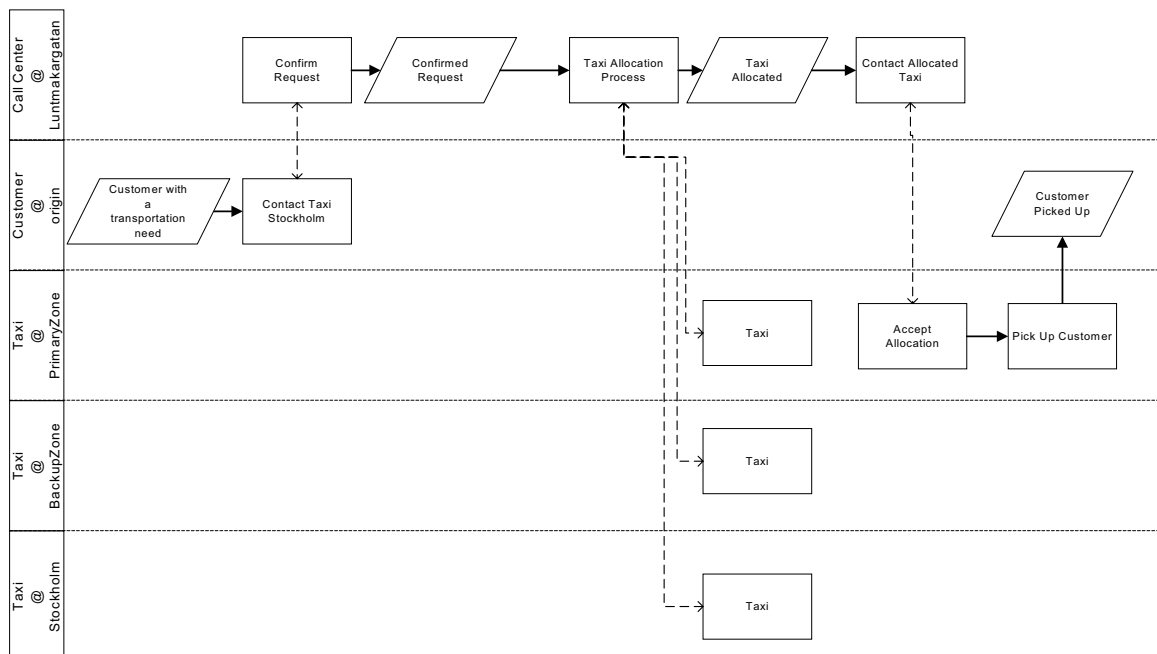 Call Center
@
Luntmakargatan
Confirm
Request
Confirmed
Request
Taxi Allocation
Process
Taxi
Allocated
Contact Allocated
Taxi
Customer
@
origin
Customer with
a
transportation
need
Contact Taxi
Stockholm
Customer
Picked Up
Taxi
@
PrimaryZone
Taxi
Accept
Allocation
Pick Up Customer
Taxi
@
BackupZone
Taxi
Taxi
@
Stockholm
Taxi